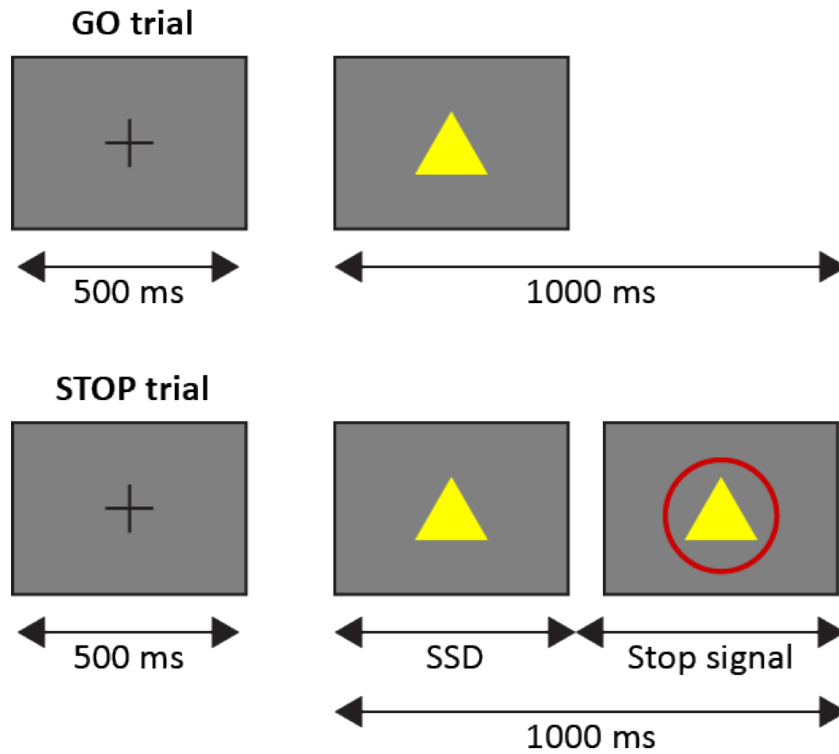 GO trial
500 ms
1000 ms
STOP trial
500 ms
SSD
Stop signal
1000 ms